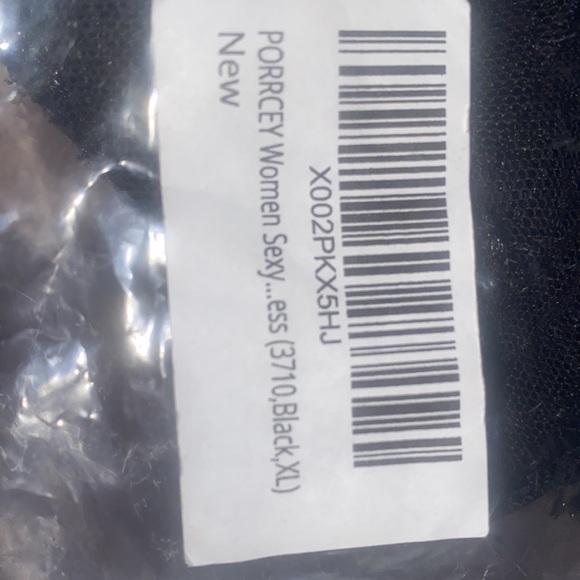 X002PKX5HJ
PORRCEY Women Sexy...ess (3710,Black,XL)
New